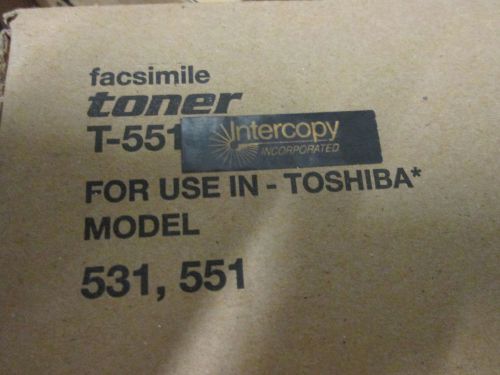 facsimile
toner
T-551
Intercopy
INCORPORATED
FOR USE IN - TOSHIBA*
MODEL
531, 551